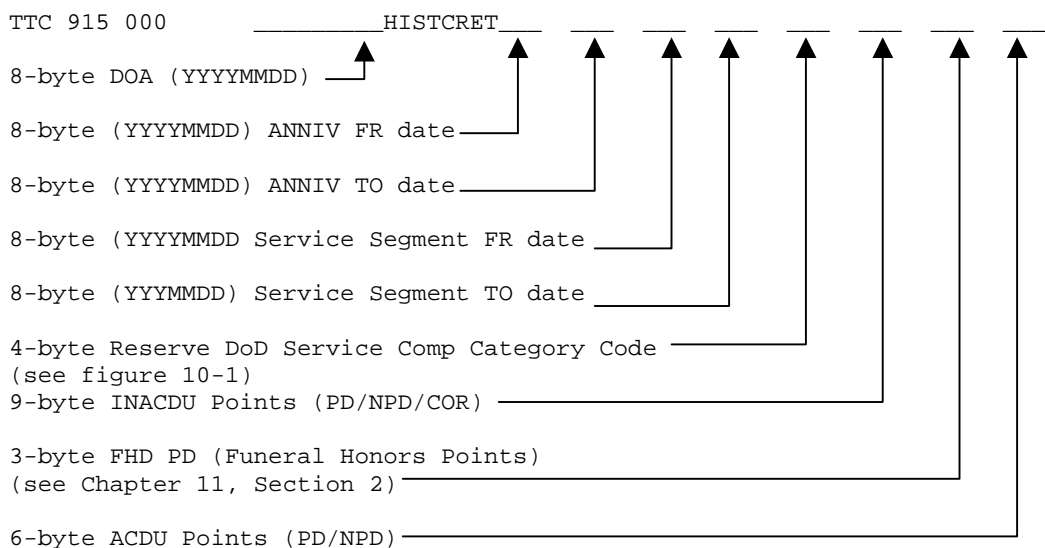 TTC 915 000 _________HISTCRET___ ___ ___ ___ ___ ___ ___ ___
8-byte DOA (YYYYMMDD)
8-byte (YYYYMMDD) ANNIV FR date
8-byte (YYYYMMDD) ANNIV TO date
8-byte (YYYYMMDD Service Segment FR date
8-byte (YYYMMDD) Service Segment TO date
4-byte Reserve DoD Service Comp Category Code
(see figure 10-1)
9-byte INACDU Points (PD/NPD/COR)
3-byte FHD PD (Funeral Honors Points)
(see Chapter 11, Section 2)
6-byte ACDU Points (PD/NPD)